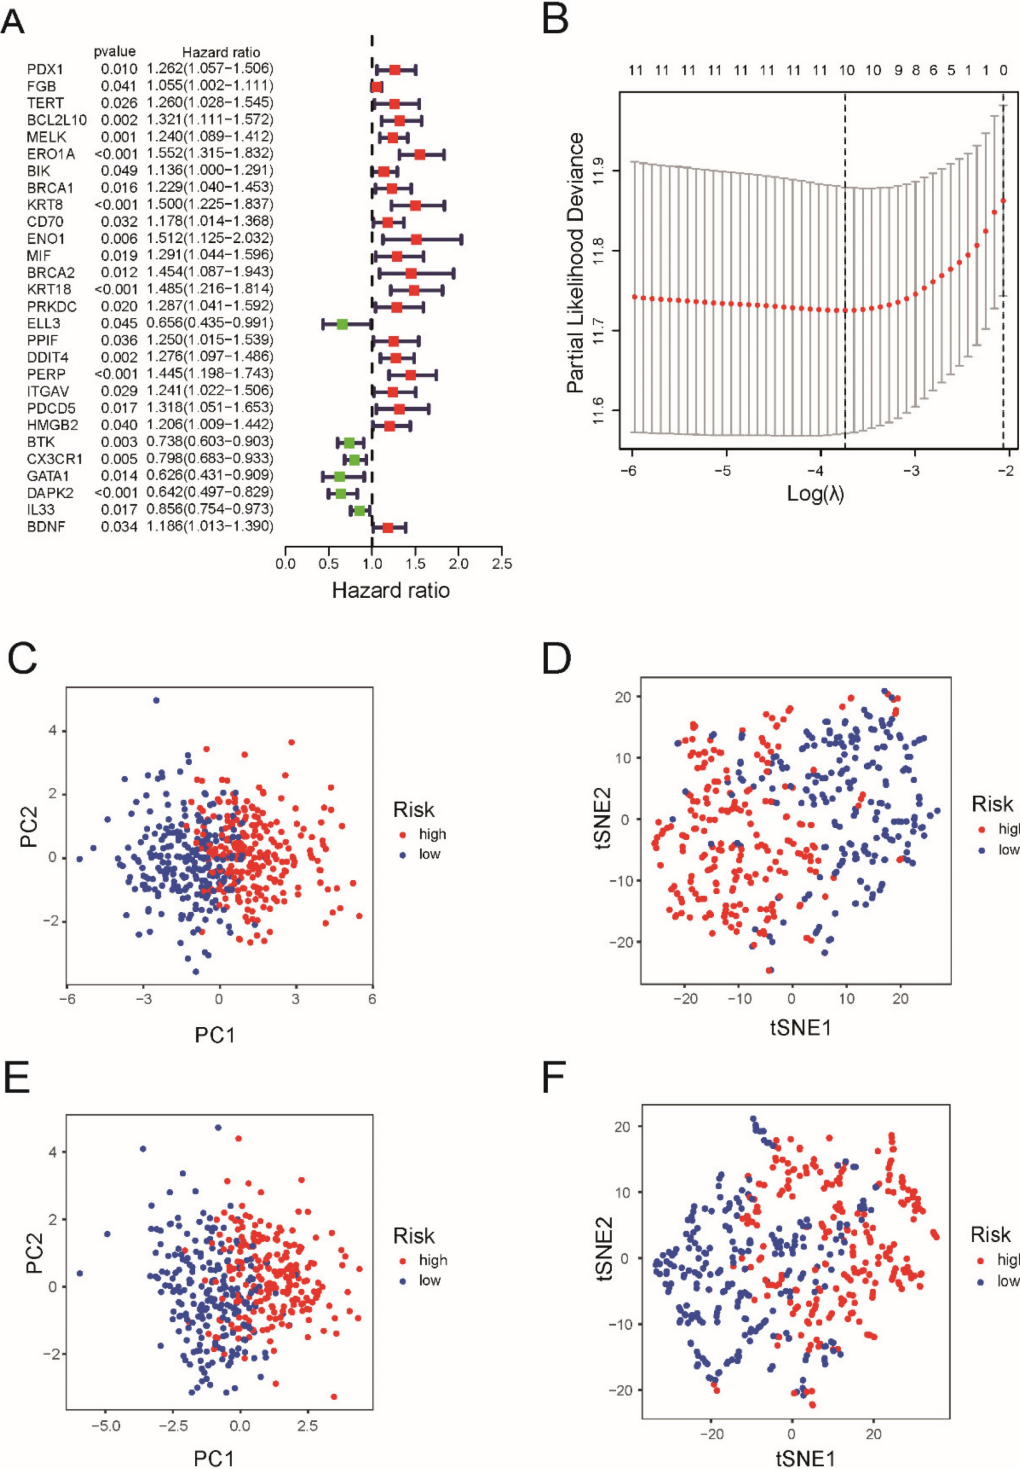 A
pvalue Hazard ratio
PDX1 0.010 1.262(1.057−1.506)
FGB 0.041 1.055(1.002−1.111)
TERT 0.026 1.260(1.028−1.545)
BCL2L10 0.002 1.321(1.111−1.572)
MELK 0.001 1.240(1.089−1.412)
ERO1A <0.001 1.552(1.315−1.832)
BIK 0.049 1.136(1.000−1.291)
BRCA1 0.016 1.229(1.040−1.453)
KRT8 <0.001 1.500(1.225−1.837)
CD70 0.032 1.178(1.014−1.368)
ENO1 0.006 1.512(1.125−2.032)
MIF 0.019 1.291(1.044−1.596)
BRCA2 0.012 1.454(1.087−1.943)
KRT18 <0.001 1.485(1.216−1.814)
PRKDC 0.020 1.287(1.041−1.592)
ELL3 0.045 0.656(0.435−0.991)
PPIF 0.036 1.250(1.015−1.539)
DDIT4 0.002 1.276(1.097−1.486)
PERP <0.001 1.445(1.198−1.743)
ITGAV 0.029 1.241(1.022−1.506)
PDCD5 0.017 1.318(1.051−1.653)
HMGB2 0.040 1.206(1.009−1.442)
BTK 0.003 0.738(0.603−0.903)
CX3CR1 0.005 0.798(0.683−0.933)
GATA1 0.014 0.626(0.431−0.909)
DAPK2 <0.001 0.642(0.497−0.829)
IL33 0.017 0.856(0.754−0.973)
BDNF 0.034 1.186(1.013−1.390)
0.0 0.5 1.0 1.5 2.0 2.5
Hazard ratio
B
11 11 11 11 11 11 11 11 10 10 9 8 6 5 1 1 0
Partial Likelihood Deviance
11.9
11.8
11.7
11.6
−6 −5 −4 −3 −2
Log(λ)
C
PC2
4
2
0
−2
−6 −3 0 3 6
PC1
Risk
high
low
D
tSNE2
20
10
0
−10
−20
−20 −10 0 10 20
tSNE1
Risk
high
low
E
PC2
4
2
0
−2
−5.0 −2.5 0.0 2.5
PC1
Risk
high
low
F
tSNE2
20
10
0
−10
−20
−20 0 20
tSNE1
Risk
high
low